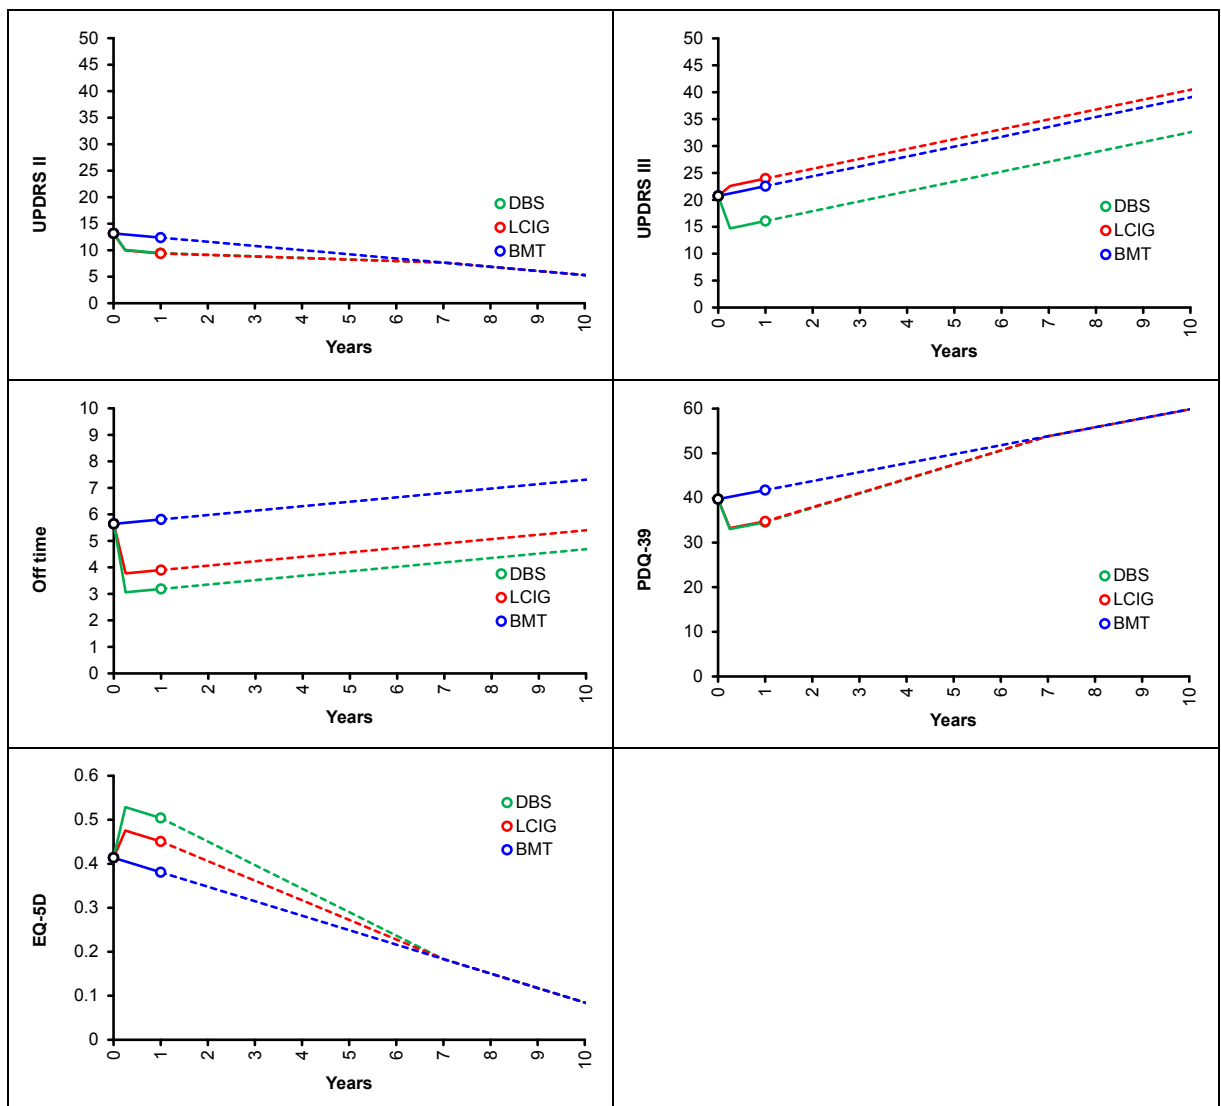 UPDRS II
50
45
40
35
30
25
20
15
10
5
0
DBS
LCIG
BMT
0 1 2 3 4 5 6 7 8 9 10
Years
UPDRS III
50
45
40
35
30
25
20
15
10
5
0
DBS
LCIG
BMT
0 1 2 3 4 5 6 7 8 9 10
Years
Off time
10
9
8
7
6
5
4
3
2
1
0
DBS
LCIG
BMT
0 1 2 3 4 5 6 7 8 9 10
Years
PDQ-39
60
50
40
30
20
10
0
DBS
LCIG
BMT
0 1 2 3 4 5 6 7 8 9 10
Years
EQ-5D
0.6
0.5
0.4
0.3
0.2
0.1
0
DBS
LCIG
BMT
0 1 2 3 4 5 6 7 8 9 10
Years